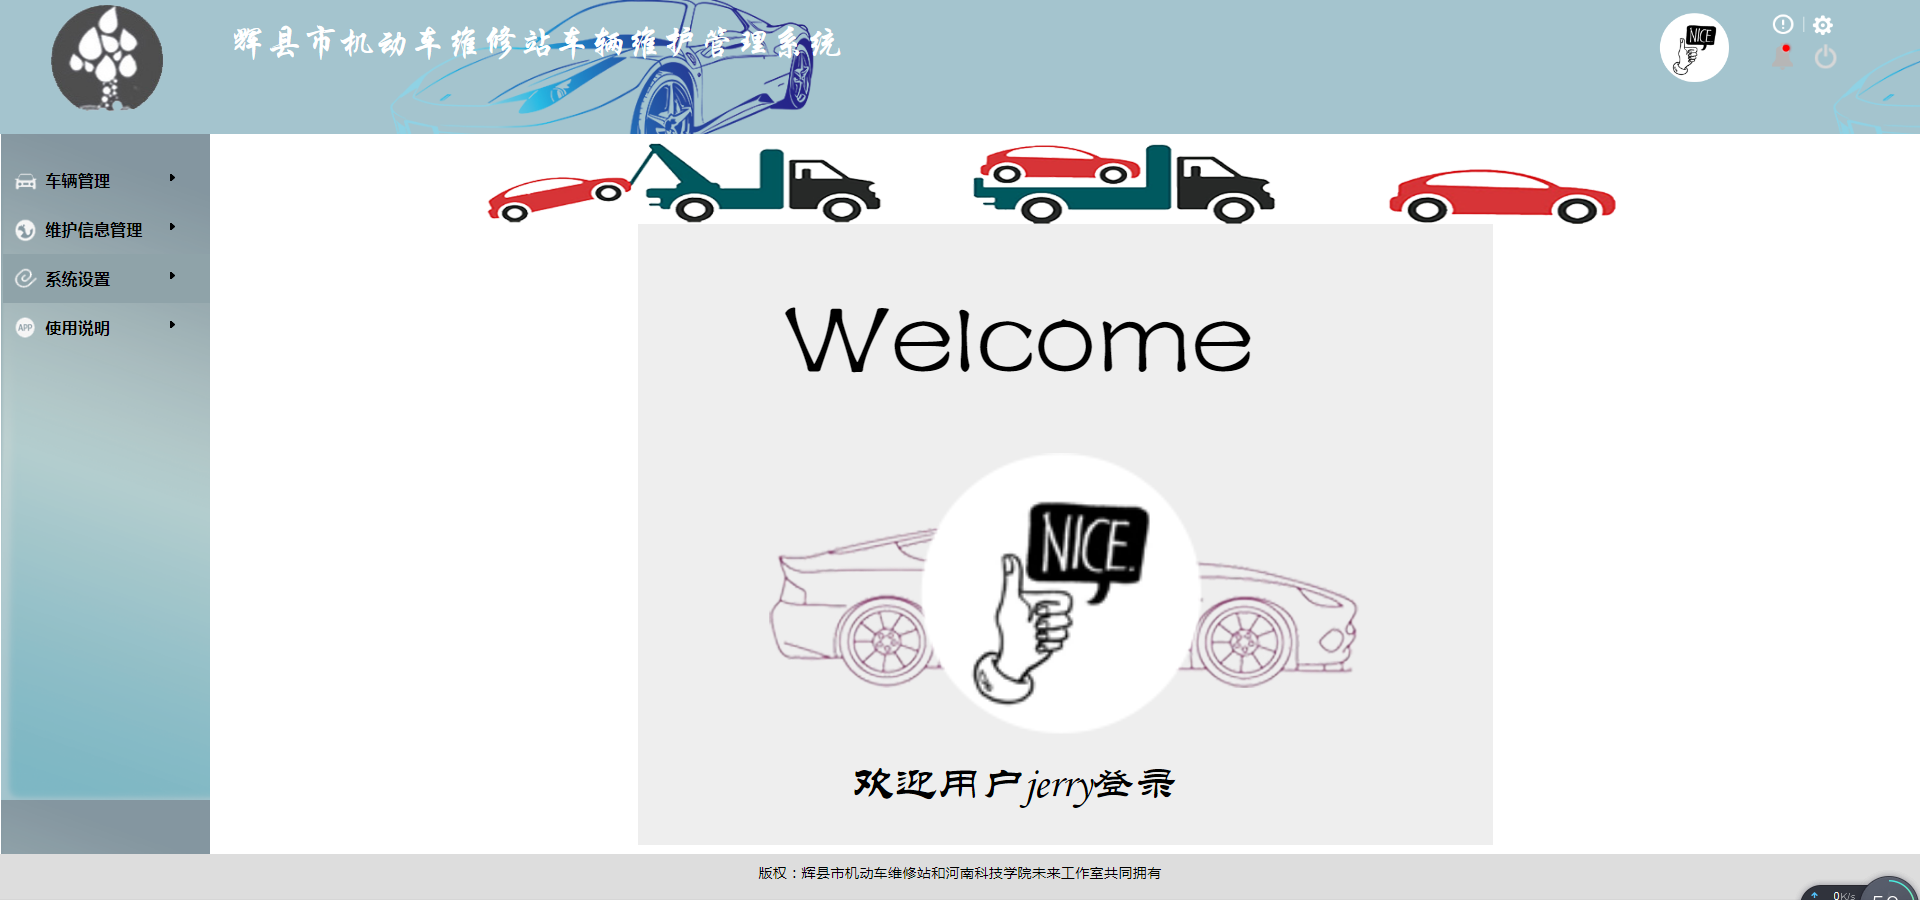 辉县市机动车维修站车辆维护管理系统
NICE
车辆管理
维护信息管理
系统设置
APP 使用说明
Welcome
NICE.
欢迎用户jerry登录
版权：辉县市机动车维修站和河南科技学院未来工作室共同拥有
0K/s